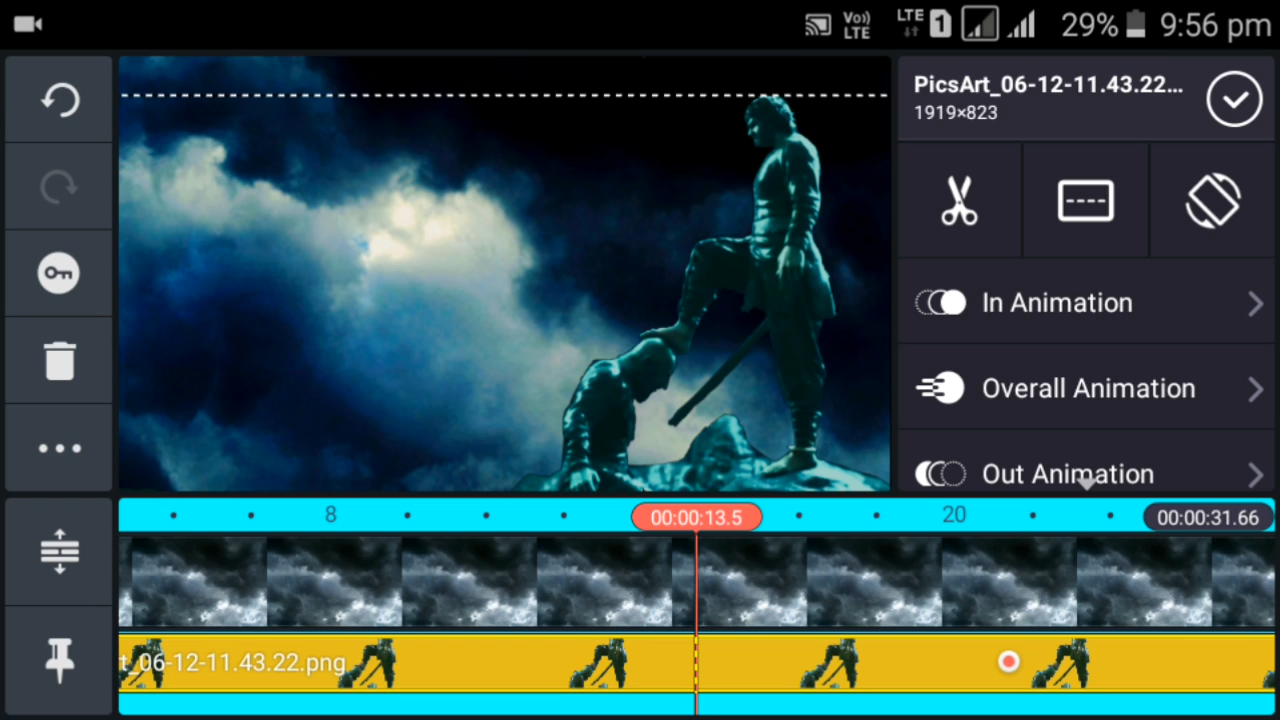 Vo)) LTE LTE 1 29% 9:56 pm
PicsArt_06-12-11.43.22...
1919×823
In Animation
Overall Animation
Out Animation
8 00:00:13.5 20 00:00:31.66
t_06-12-11.43.22.png